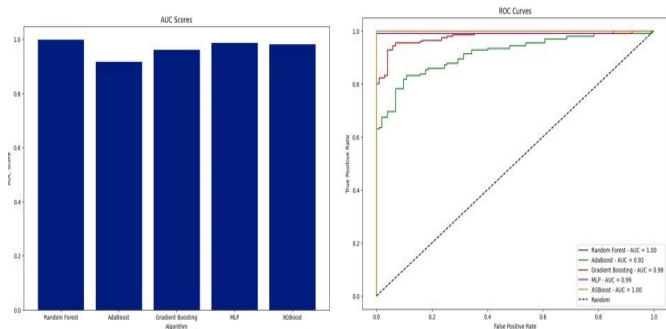 AUC Scores
1.0
0.8
0.6
0.4
0.2
0.0
AUC Score
Random Forest AdaBoost Gradient Boosting MLP XGBoost
Algorithm
ROC Curves
1.0
0.8
0.6
0.4
0.2
0.0
True Positive Rate
Random Forest - AUC = 1.00
AdaBoost - AUC = 0.92
Gradient Boosting - AUC = 0.98
MLP - AUC = 0.99
XGBoost - AUC = 1.00
Random
0.0 0.2 0.4 0.6 0.8 1.0
False Positive Rate